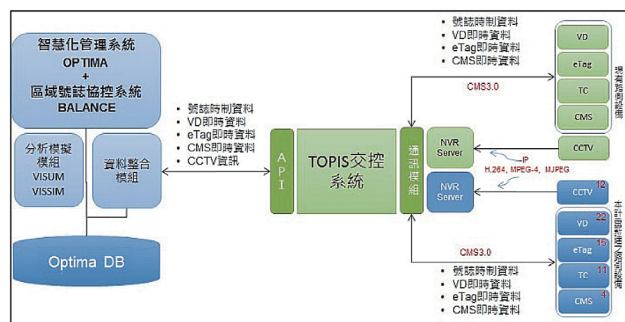 智慧化管理系統
OPTIMA
+
區域號誌協控系統
BALANCE
分析模擬
模組
VISUM
VISSIM
資料整合
模組
Optima DB
• 號誌時制資料
• VD即時資料
• eTag即時資料
• CMS即時資料
• CCTV資訊
API
TOPIS交控
系統
通訊模組
• 號誌時制資料
• VD即時資料
• eTag即時資料
• CMS即時資料
CMS3.0
NVR
Server
NVR
Server
IP
H.264, MPEG-4, MJPEG
CMS3.0
• 號誌時制資料
• VD即時資料
• eTag即時資料
• CMS即時資料
VD
eTag
TC
CMS
CCTV
現有路側設備
CCTV 12
VD 22
eTag 15
TC 11
CMS 4